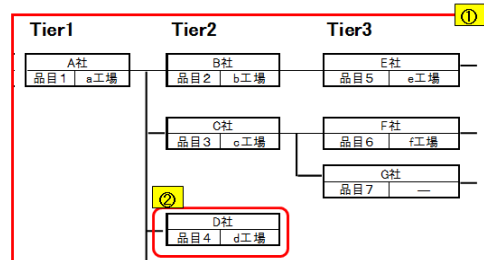 ①
Tier1 Tier2 Tier3
A社 B社 E社
品目1 a工場 品目2 b工場 品目5 e工場
C社 F社
品目3 c工場 品目6 f工場
G社
品目7 —
②
D社
品目4 d工場